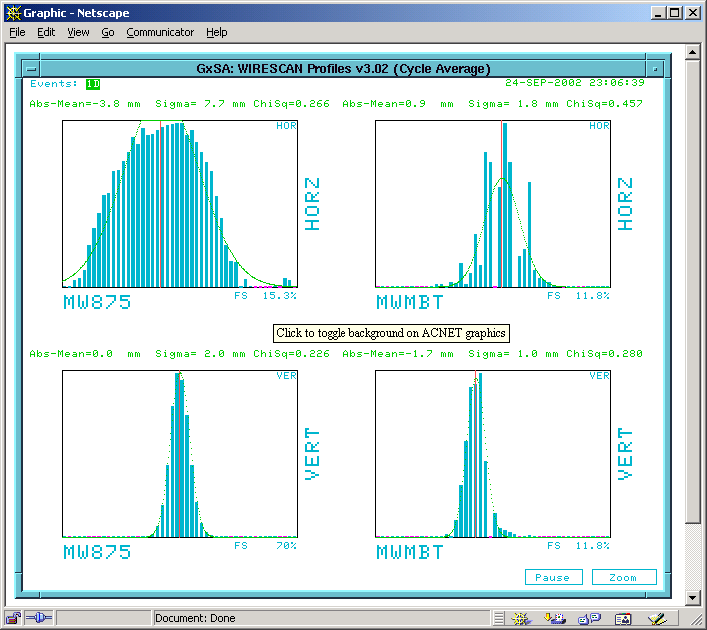 Graphic - Netscape
File Edit View Go Communicator Help
GxSA: WIRESCAN Profiles v3.02 (Cycle Average)
Events: 1D 24-SEP-2002 23:06:39
Abs-Mean=-3.8 mm Sigma= 7.7 mm ChiSq=0.266 Abs-Mean=0.9 mm Sigma= 1.8 mm ChiSq=0.457
HOR
HORZ
FS 15.3%
MW875
HOR
HORZ
FS 11.8%
MWMBT
Click to toggle background on ACNET graphics
Abs-Mean=0.0 mm Sigma= 2.0 mm ChiSq=0.226 Abs-Mean=-1.7 mm Sigma= 1.0 mm ChiSq=0.280
VER
VERT
FS 70%
MW875
VER
VERT
FS 11.8%
MWMBT
Pause Zoom
Document: Done